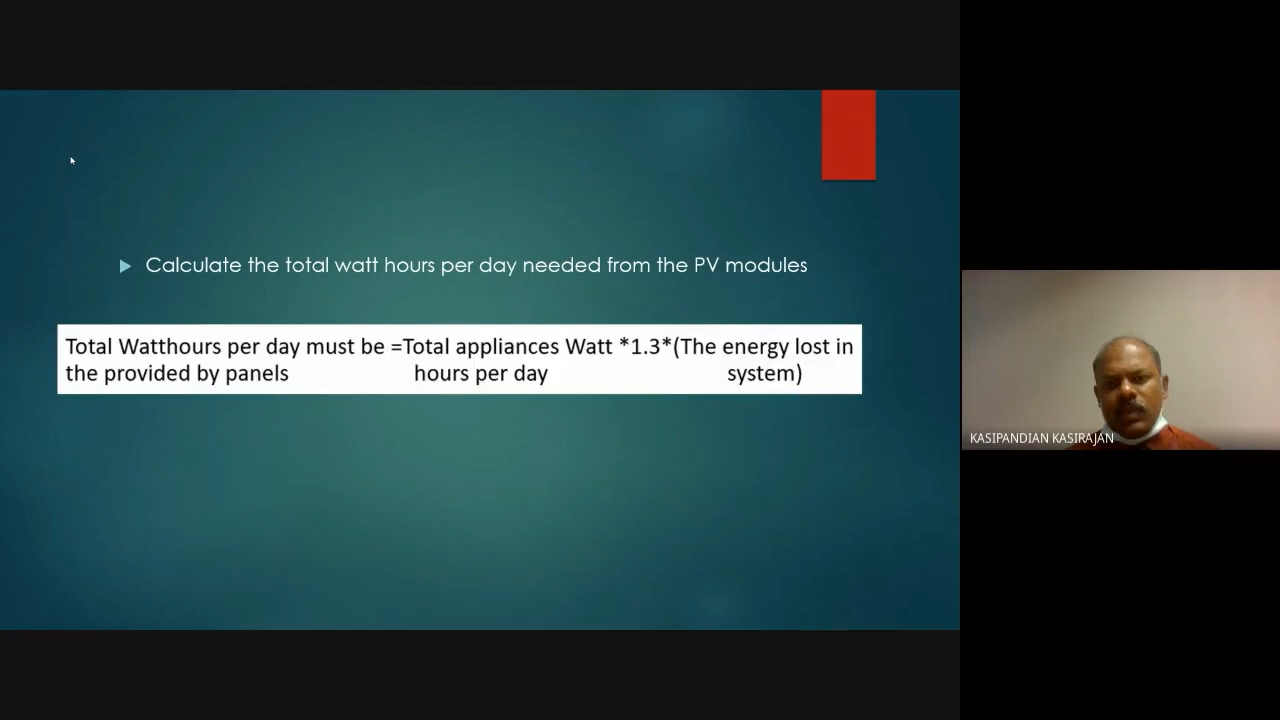 Calculate the total watt hours per day needed from the PV modules
Total Watthours per day must be =Total appliances Watt *1.3*(The energy lost in
the provided by panels hours per day system)
KASIPANDIAN KASIRAJAN